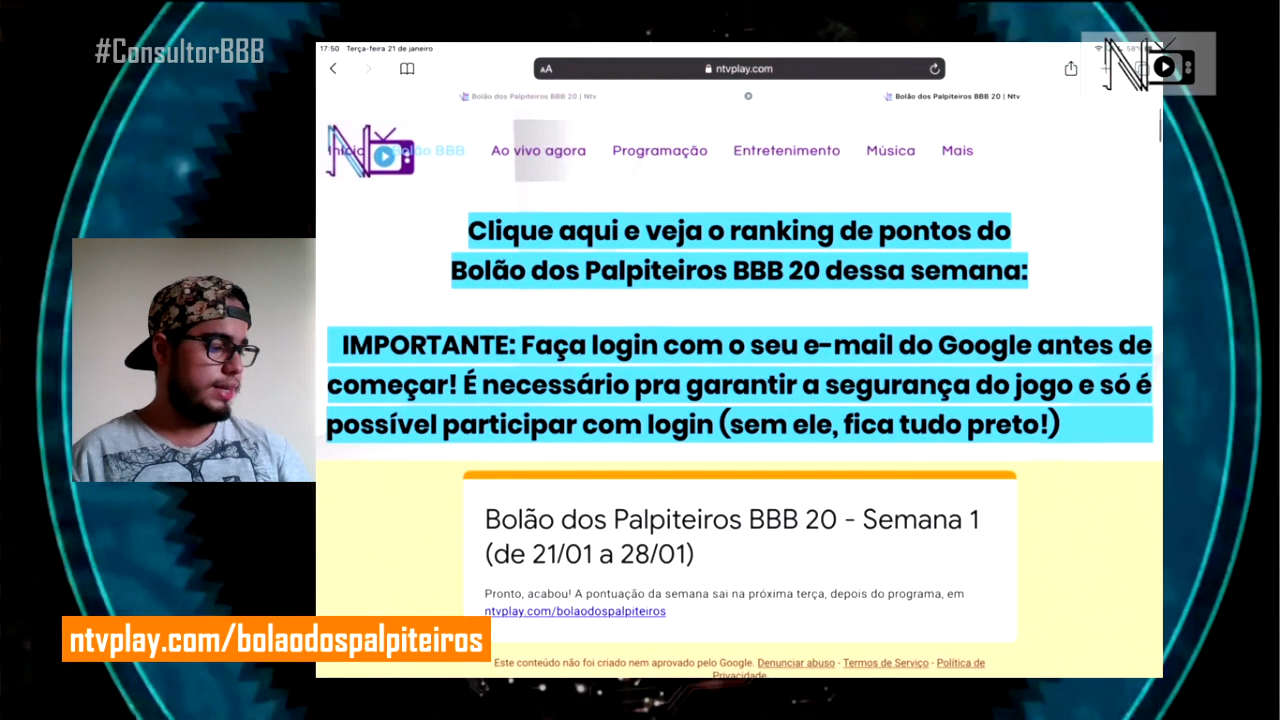 #ConsultorBBB
17:50 Terça-feira 21 de janeiro
58%
AA
ntvplay.com
Bolão dos Palpiteiros BBB 20 | Ntv
Bolão dos Palpiteiros BBB 20 | Ntv
Início
Bolão BBB
Ao vivo agora
Programação
Entretenimento
Música
Mais
Clique aqui e veja o ranking de pontos do
Bolão dos Palpiteiros BBB 20 dessa semana:
IMPORTANTE: Faça login com o seu e-mail do Google antes de
começar! É necessário pra garantir a segurança do jogo e só é
possível participar com login (sem ele, fica tudo preto!)
Bolão dos Palpiteiros BBB 20 - Semana 1
(de 21/01 a 28/01)
Pronto, acabou! A pontuação da semana sai na próxima terça, depois do programa, em
ntvplay.com/bolaodospalpiteiros
ntvplay.com/bolaodospalpiteiros
Este conteúdo não foi criado nem aprovado pelo Google. Denunciar abuso - Termos de Serviço - Política de
Privacidade